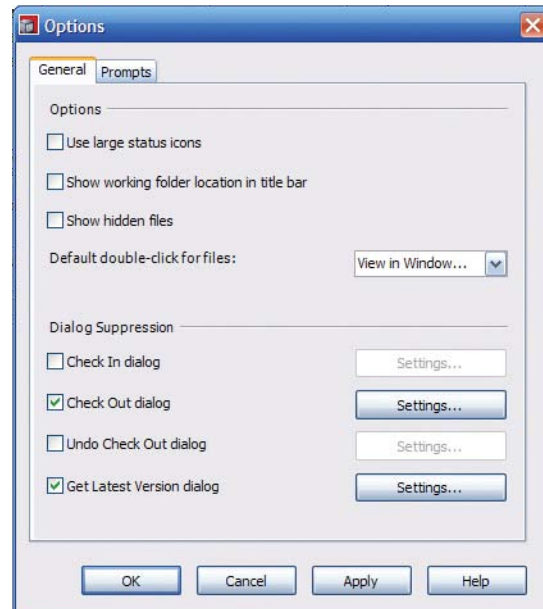 Options
General Prompts
Options
Use large status icons
Show working folder location in title bar
Show hidden files
Default double-click for files: View in Window...
Dialog Suppression
Check In dialog Settings...
Check Out dialog Settings...
Undo Check Out dialog Settings...
Get Latest Version dialog Settings...
OK Cancel Apply Help